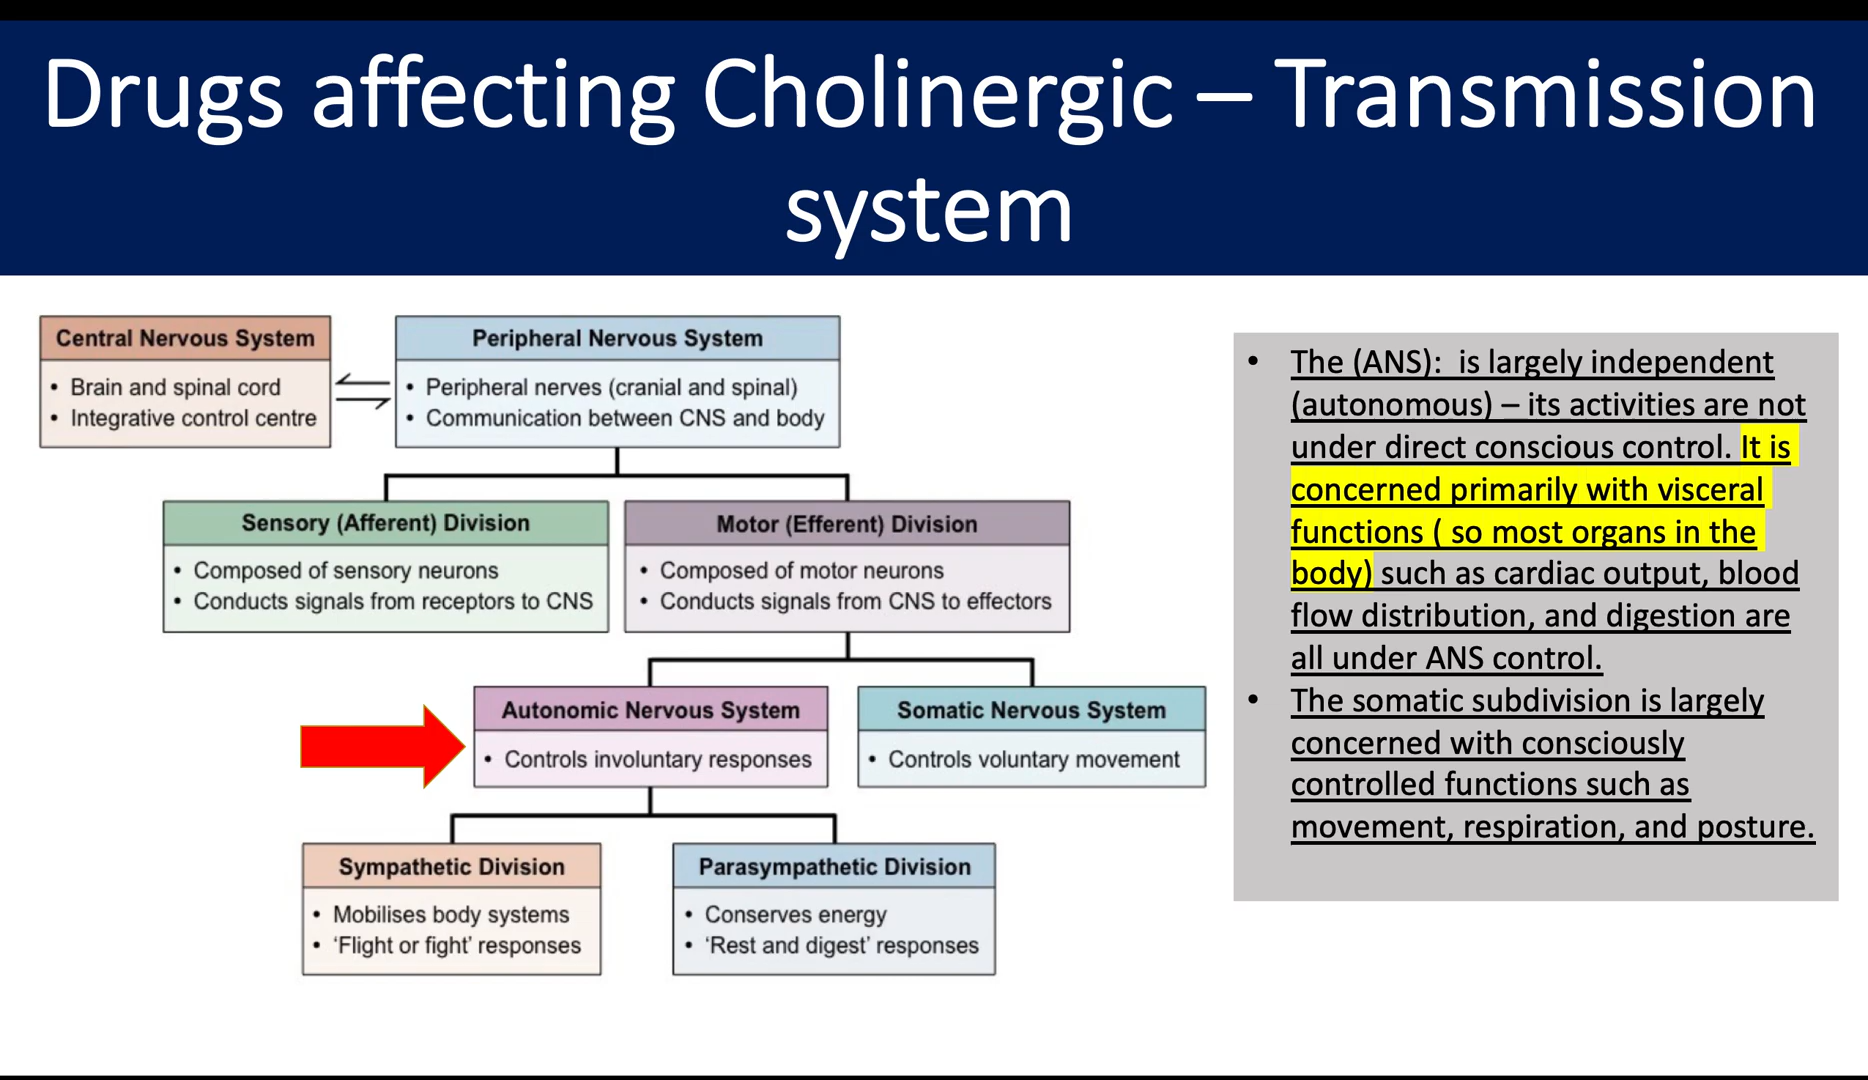 Drugs affecting Cholinergic – Transmission
system
Central Nervous System
• Brain and spinal cord
• Integrative control centre
Peripheral Nervous System
• Peripheral nerves (cranial and spinal)
• Communication between CNS and body
Sensory (Afferent) Division
• Composed of sensory neurons
• Conducts signals from receptors to CNS
Motor (Efferent) Division
• Composed of motor neurons
• Conducts signals from CNS to effectors
Autonomic Nervous System
• Controls involuntary responses
Somatic Nervous System
• Controls voluntary movement
Sympathetic Division
• Mobilises body systems
• ‘Flight or fight’ responses
Parasympathetic Division
• Conserves energy
• ‘Rest and digest’ responses
• The (ANS):  is largely independent
(autonomous) – its activities are not
under direct conscious control. It is
concerned primarily with visceral
functions ( so most organs in the
body) such as cardiac output, blood
flow distribution, and digestion are
all under ANS control.
• The somatic subdivision is largely
concerned with consciously
controlled functions such as
movement, respiration, and posture.